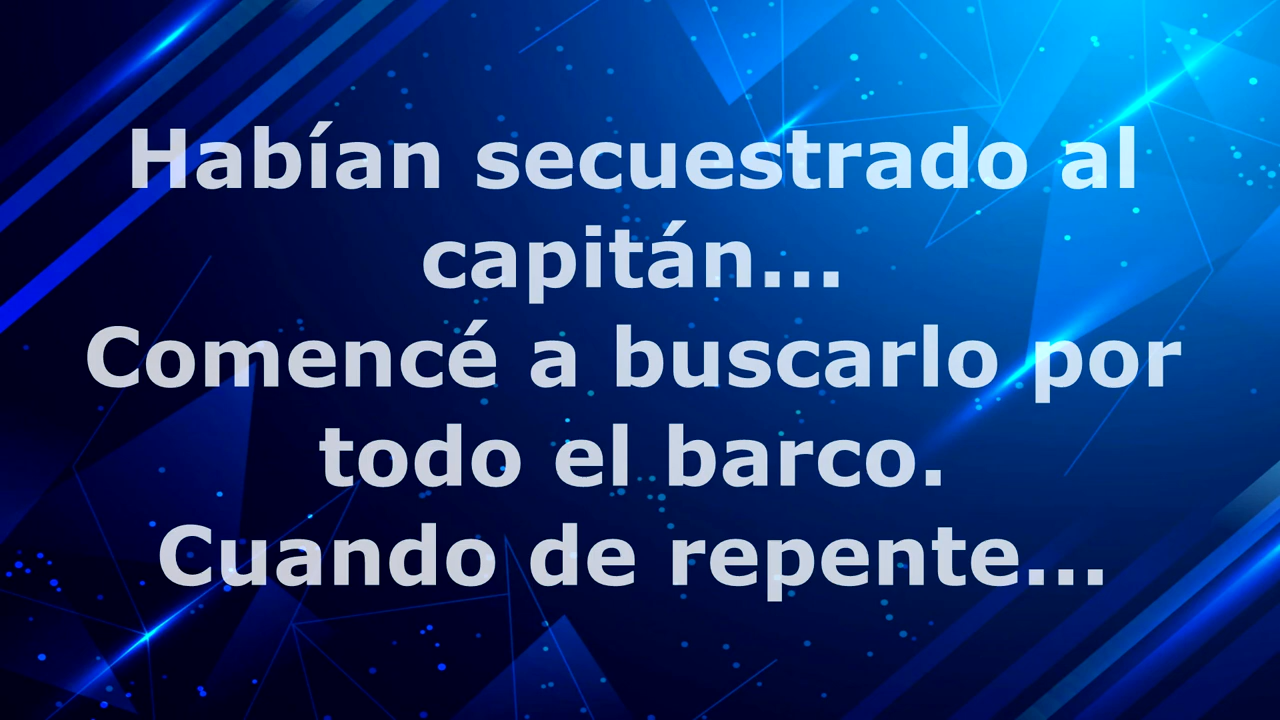 Habían secuestrado al
capitán...
Comencé a buscarlo por
todo el barco.
Cuando de repente...